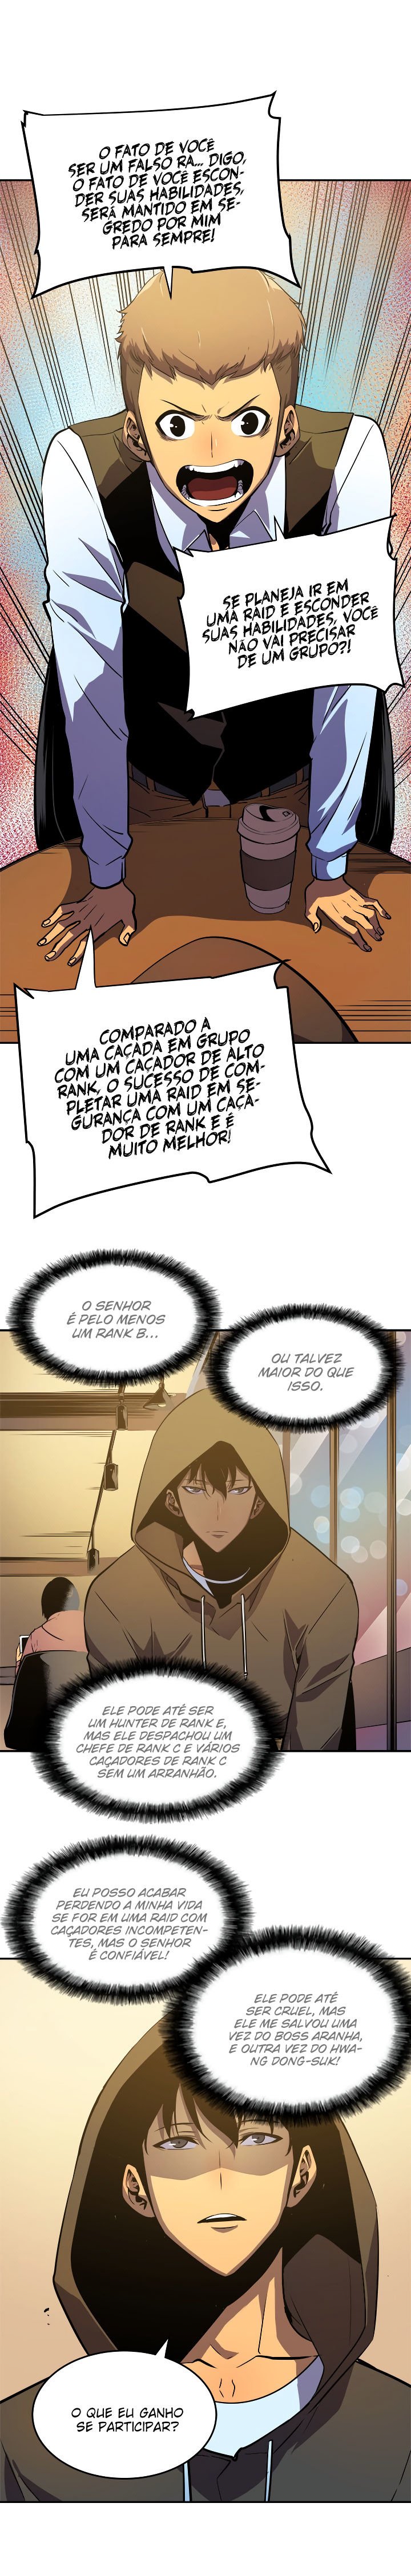 O FATO DE VOCÊ
SER UM FALSO RA... DIGO,
O FATO DE VOCÊ ESCON-
DER SUAS HABILIDADES,
SERÁ MANTIDO EM SE-
GREDO POR MIM
PARA SEMPRE!
SE PLANEJA IR EM
UMA RAID E ESCONDER
SUAS HABILIDADES, VOCÊ
NÃO VAI PRECISAR
DE UM GRUPO?!
COMPARADO A
UMA CAÇADA EM GRUPO
COM UM CAÇADOR DE ALTO
RANK, O SUCESSO DE COM-
PLETAR UMA RAID EM SE-
GURANÇA COM UM CAÇA-
DOR DE RANK E É
MUITO MELHOR!
O SENHOR
É PELO MENOS
UM RANK B...
OU TALVEZ
MAIOR DO QUE
ISSO.
ELE PODE ATÉ SER
UM HUNTER DE RANK E,
MAS ELE DESPACHOU UM
CHEFE DE RANK C E VÁRIOS
CAÇADORES DE RANK C
SEM UM ARRANHÃO.
EU POSSO ACABAR
PERDENDO A MINHA VIDA
SE FOR EM UMA RAID COM
CAÇADORES INCOMPETEN-
TES, MAS O SENHOR
É CONFIÁVEL!
ELE PODE ATÉ
SER CRUEL, MAS
ELE ME SALVOU UMA
VEZ DO BOSS ARANHA,
E OUTRA VEZ DO HWA-
NG DONG-SUK!
O QUE EU GANHO
SE PARTICIPAR?